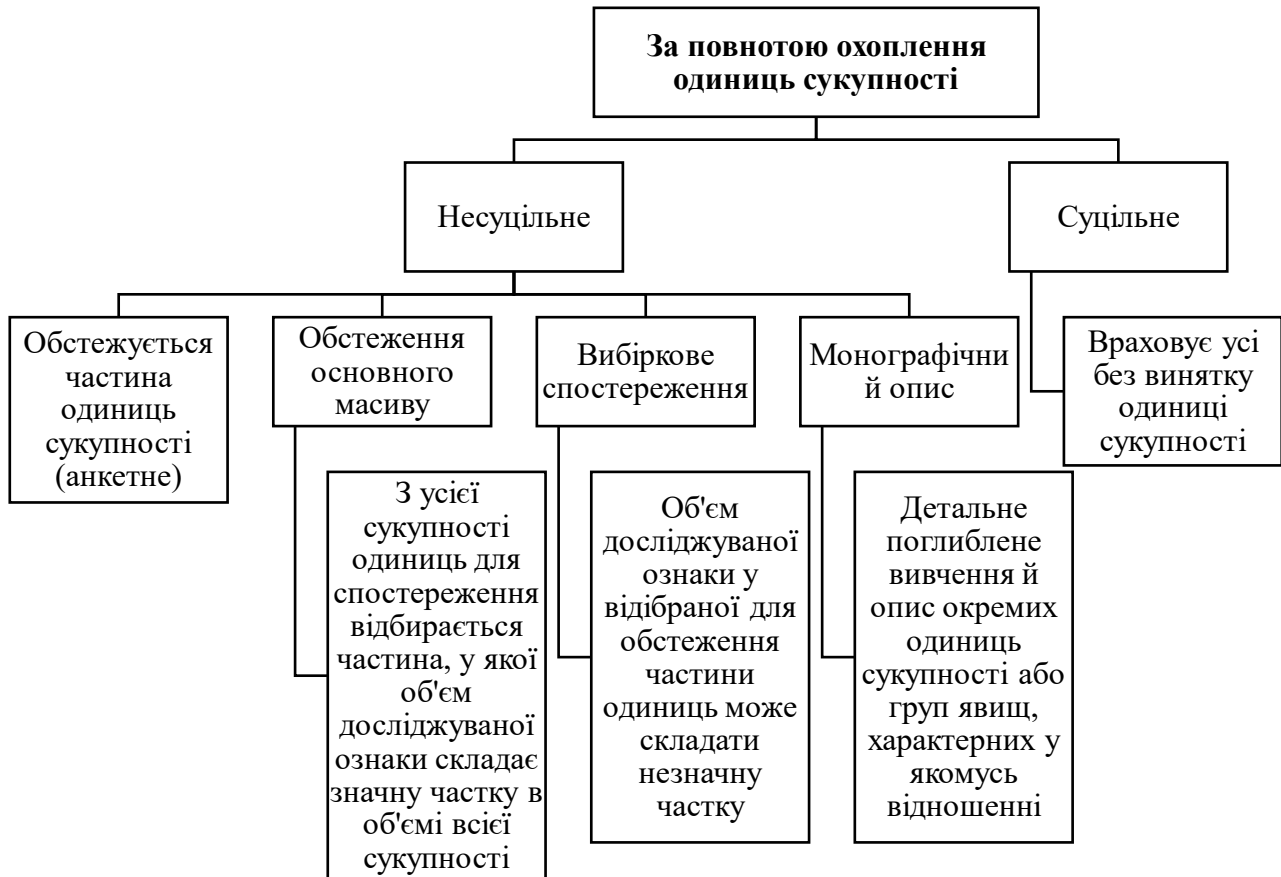 За повнотою охоплення
одиниць сукупності
Несуцільне
Суцільне
Обстежується
частина
одиниць
сукупності
(анкетне)
Обстеження
основного
масиву
Вибіркове
спостереження
Монографічни
й опис
Враховує усі
без винятку
одиниці
сукупності
З усієї
сукупності
одиниць для
спостереження
відбирається
частина, у якої
об'єм
досліджуваної
ознаки складає
значну частку в
об'ємі всієї
сукупності
Об'єм
досліджуваної
ознаки у
відібраної для
обстеження
частини
одиниць може
складати
незначну
частку
Детальне
поглиблене
вивчення й
опис окремих
одиниць
сукупності або
груп явищ,
характерних у
якомусь
відношенні